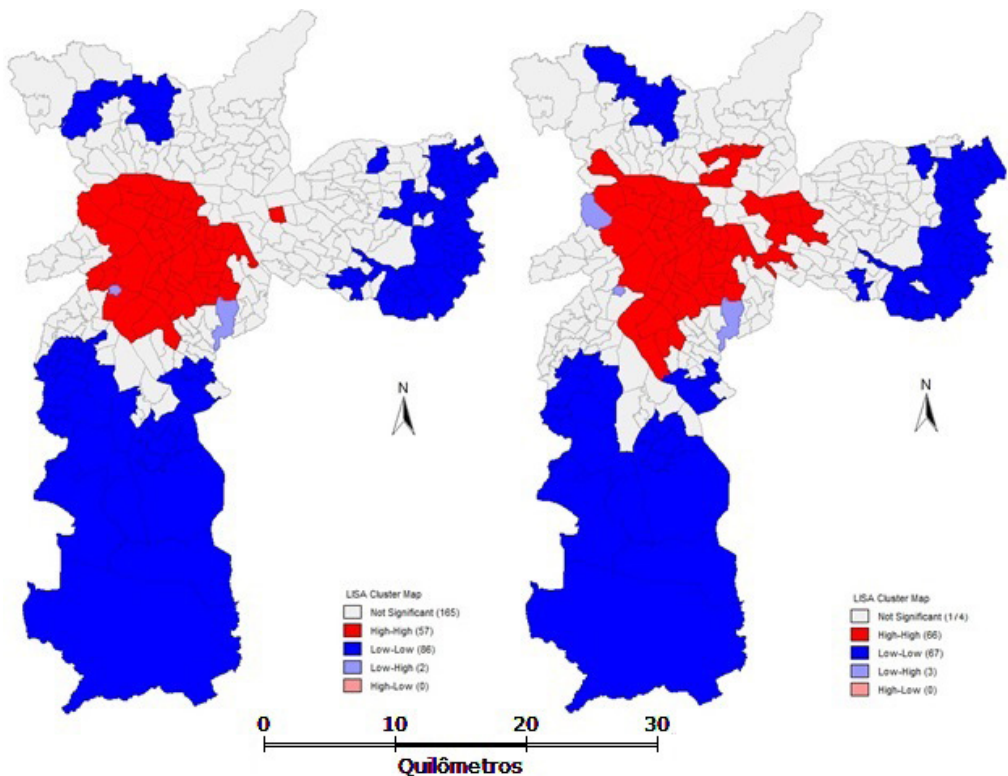 N
N
LISA Cluster Map
Not Significant (165)
High-High (57)
Low-Low (86)
Low-High (2)
High-Low (0)
LISA Cluster Map
Not Significant (1/4)
High-High (66)
Low-Low (67)
Low-High (3)
High-Low (0)
0 10 20 30
Quilômetros